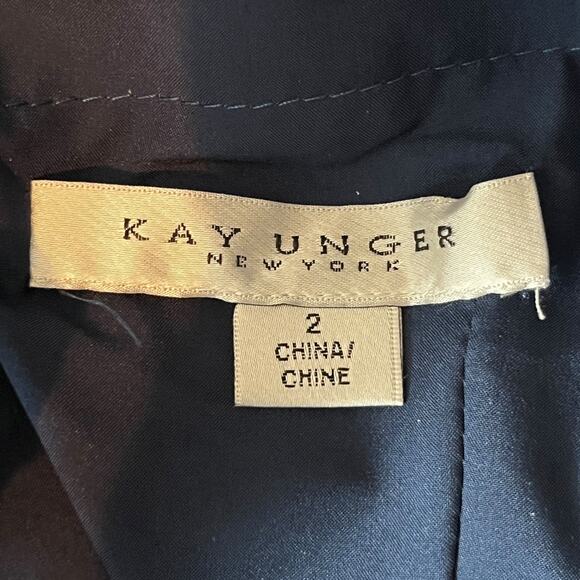 KAY UNGER
NEW YORK
2
CHINA/
CHINE